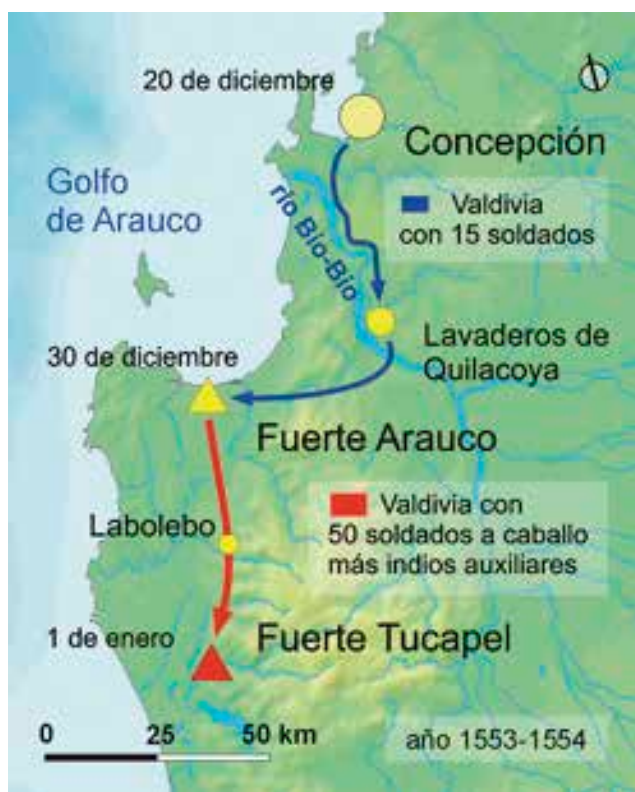 20 de diciembre
Concepción
Golfo
de Arauco
Valdivia
con 15 soldados
río Bío-Bío
Lavaderos de
Quilacoya
30 de diciembre
Fuerte Arauco
Valdivia con
50 soldados a caballo
más indios auxiliares
Labolebo
1 de enero
Fuerte Tucapel
0 25 50 km
año 1553-1554